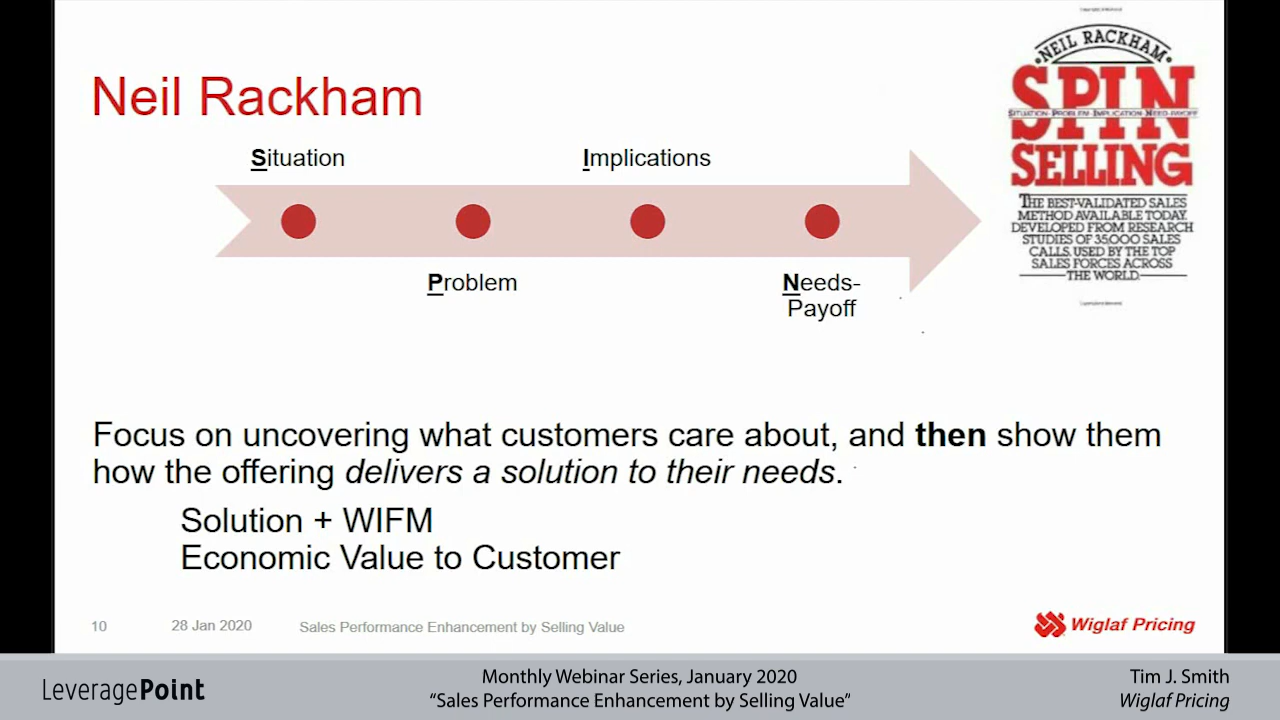 Neil Rackham
Situation
Implications
Problem
Needs-
Payoff
NEIL RACKHAM
SPIN
SITUATION·PROBLEM·IMPLICATION·NEED-PAYOFF
SELLING
THE BEST-VALIDATED SALES
METHOD AVAILABLE TODAY.
DEVELOPED FROM RESEARCH
STUDIES OF 35,000 SALES
CALLS. USED BY THE TOP
SALES FORCES ACROSS
THE WORLD.
Focus on uncovering what customers care about, and then show them
how the offering delivers a solution to their needs.
Solution + WIFM
Economic Value to Customer
10
28 Jan 2020
Sales Performance Enhancement by Selling Value
Wiglaf Pricing
LeveragePoint
Monthly Webinar Series, January 2020
“Sales Performance Enhancement by Selling Value”
Tim J. Smith
Wiglaf Pricing